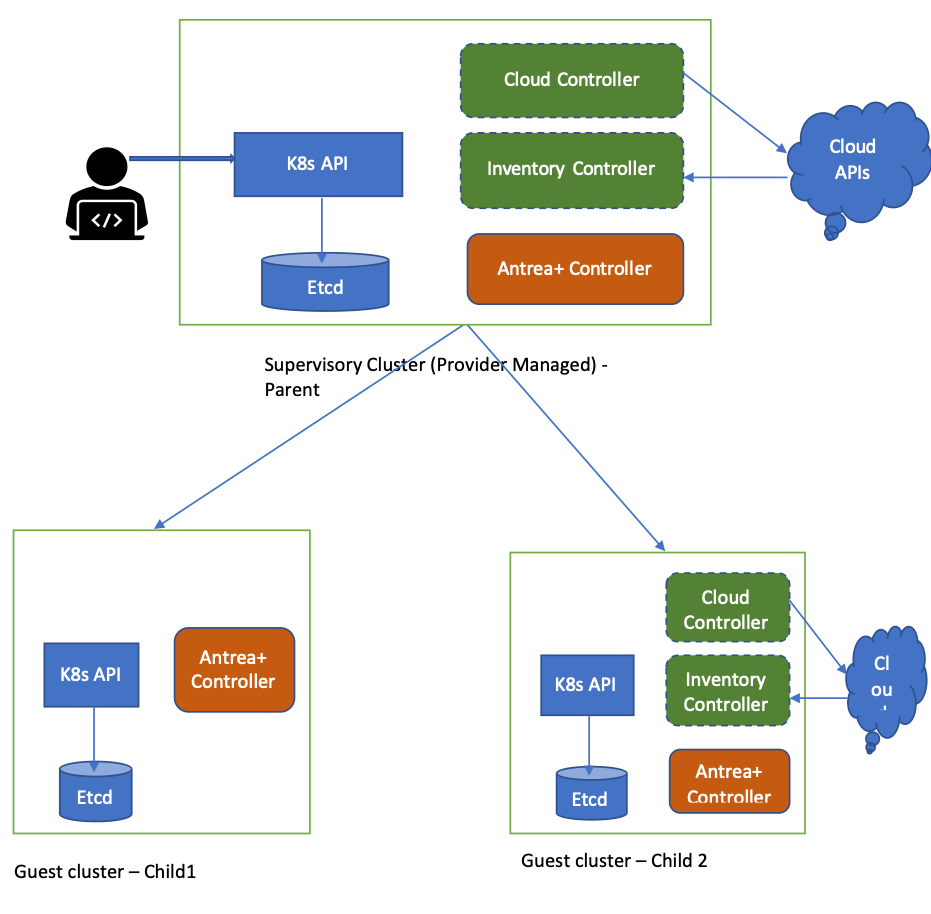 Cloud Controller
K8s API
Inventory Controller
Cloud
APIs
</>
Antrea+ Controller
Etcd
Supervisory Cluster (Provider Managed) -
Parent
Cloud
Controller
Antrea+
Controller
K8s API
K8s API
Inventory
Controller
Cl
ou
Antrea+
Controller
Etcd
Etcd
Guest cluster – Child1
Guest cluster – Child 2